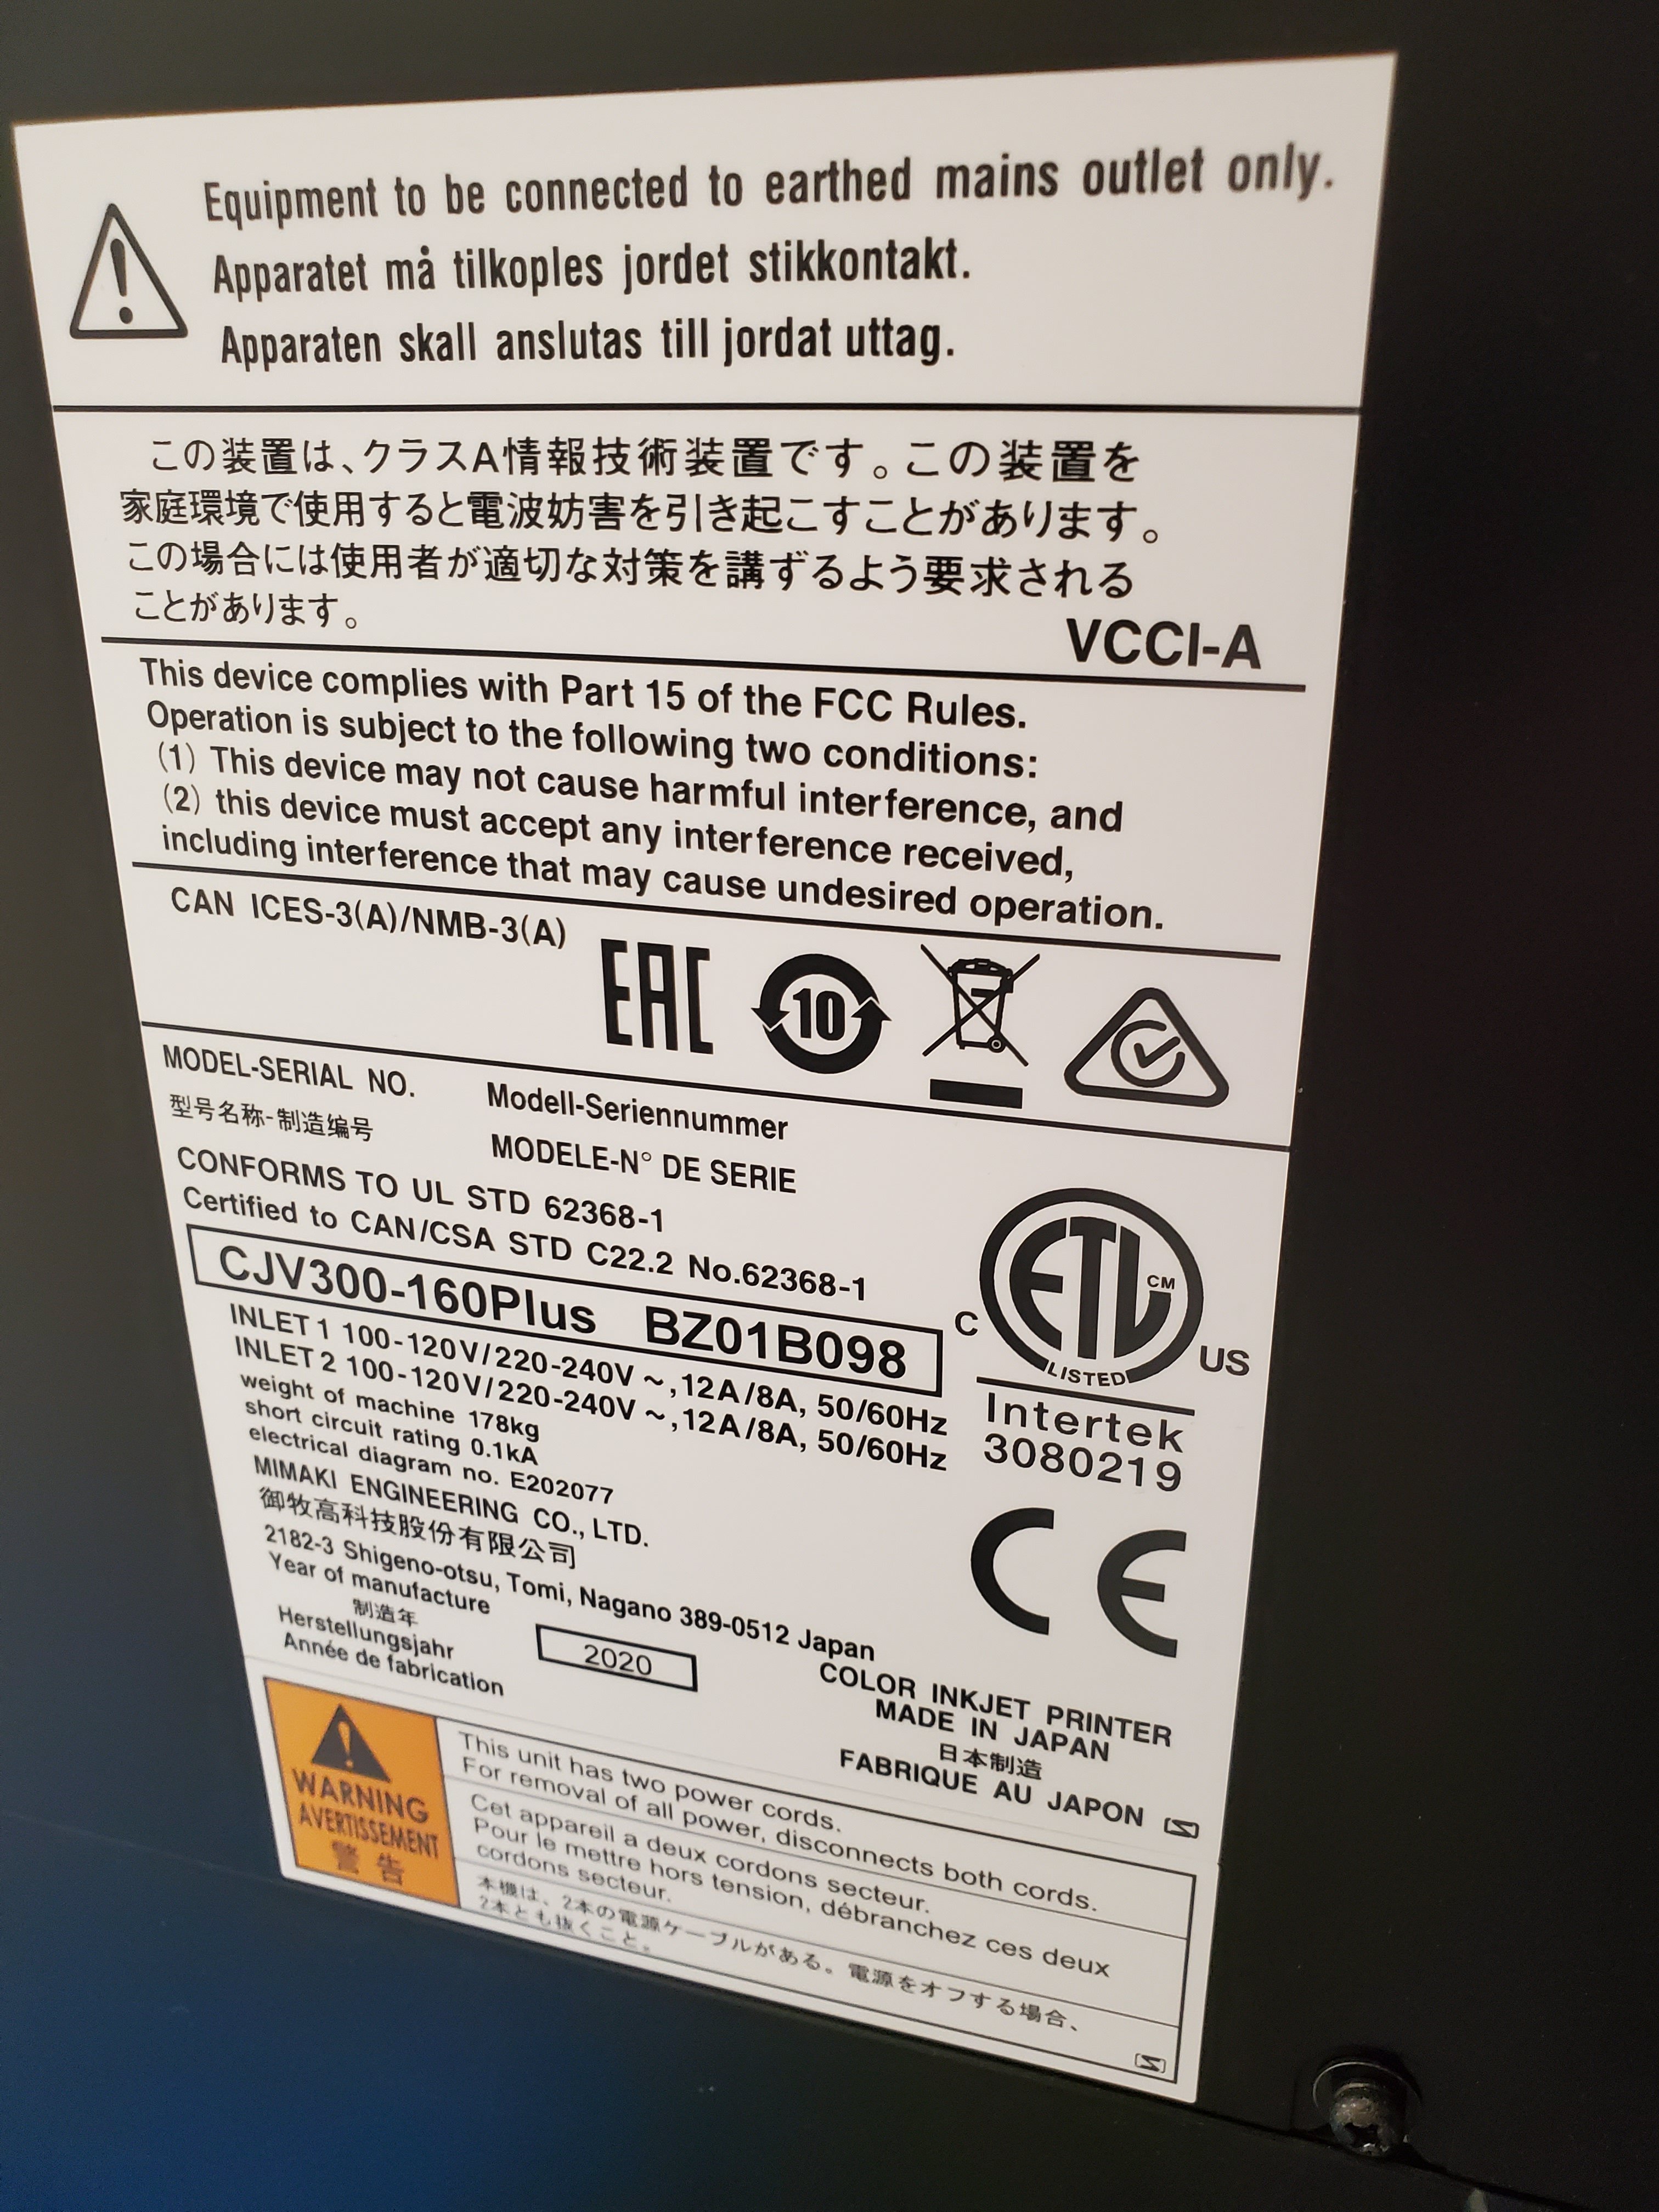 Equipment to be connected to earthed mains outlet only.
Apparatet må tilkoples jordet stikkontakt.
Apparaten skall anslutas till jordat uttag.
この装置は、クラスA情報技術装置です。この装置を
家庭環境で使用すると電波妨害を引き起こすことがあります。
この場合には使用者が適切な対策を講ずるよう要求される
ことがあります。
VCCI-A
This device complies with Part 15 of the FCC Rules.
Operation is subject to the following two conditions:
(1) This device may not cause harmful interference, and
(2) this device must accept any interference received,
including interference that may cause undesired operation.
CAN ICES-3(A)/NMB-3(A)
EAC
10
MODEL-SERIAL NO.
Modell-Seriennummer
型号名称-制造编号
MODELE-N° DE SERIE
CONFORMS TO UL STD 62368-1
Certified to CAN/CSA STD C22.2 No.62368-1
CJV300-160Plus BZ01B098
INLET 1 100-120V/220-240V ~,12A/8A, 50/60Hz
INLET 2 100-120V/220-240V ~,12A/8A, 50/60Hz
weight of machine 178kg
short circuit rating 0.1kA
electrical diagram no. E202077
MIMAKI ENGINEERING CO., LTD.
御牧高科技股份有限公司
2182-3 Shigeno-otsu, Tomi, Nagano 389-0512 Japan
Year of manufacture
制造年
Herstellungsjahr
Année de fabrication
2020
C ETL CM US
LISTED
Intertek
3080219
CE
COLOR INKJET PRINTER
MADE IN JAPAN
日本制造
FABRIQUE AU JAPON
WARNING
AVERTISSEMENT
警告
This unit has two power cords.
For removal of all power, disconnects both cords.
Cet appareil a deux cordons secteur.
Pour le mettre hors tension, débranchez ces deux
cordons secteur.
本機は、2本の電源ケーブルがある。電源をオフする場合、
2本とも抜くこと。